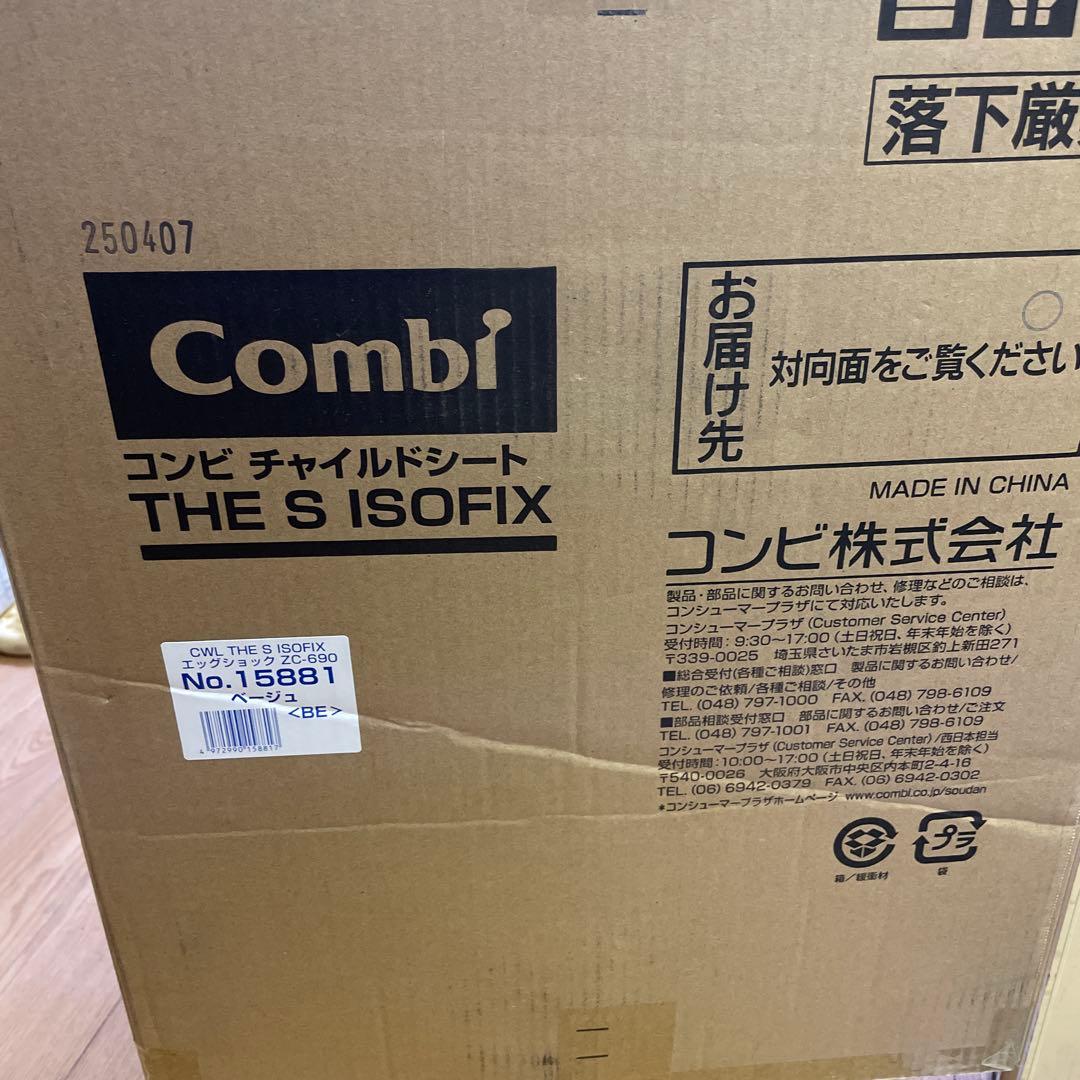 落下厳
250407
Combi
コンビ チャイルドシート
THE S ISOFIX
お届け先
対向面をご覧ください
MADE IN CHINA
コンビ株式会社
製品・部品に関するお問い合わせ、修理などのご相談は、
コンシューマープラザにて対応いたします。
コンシューマープラザ (Customer Service Center)
受付時間：9:30～17:00 (土日祝日、年末年始を除く)
〒339-0025 埼玉県さいたま市岩槻区釣上新田271
■総合受付(各種ご相談)窓口 製品に関するお問い合わせ/
修理のご依頼/各種ご相談/その他
TEL. (048) 797-1000 FAX. (048) 798-6109
■部品相談受付窓口 部品に関するお問い合わせ/ご注文
TEL. (048) 797-1001 FAX. (048) 798-6109
コンシューマープラザ (Customer Service Center) /西日本担当
受付時間：10:00～17:00 (土日祝日、年末年始を除く)
〒540-0026 大阪府大阪市中央区内本町2-4-16
TEL. (06) 6942-0379 FAX. (06) 6942-0302
*コンシューマープラザホームページ www.combi.co.jp/soudan
CWL THE S ISOFIX
エッグショック ZC-690
No.15881
ベージュ
<BE>
4 972990 158817
プラ
箱/緩衝材
袋